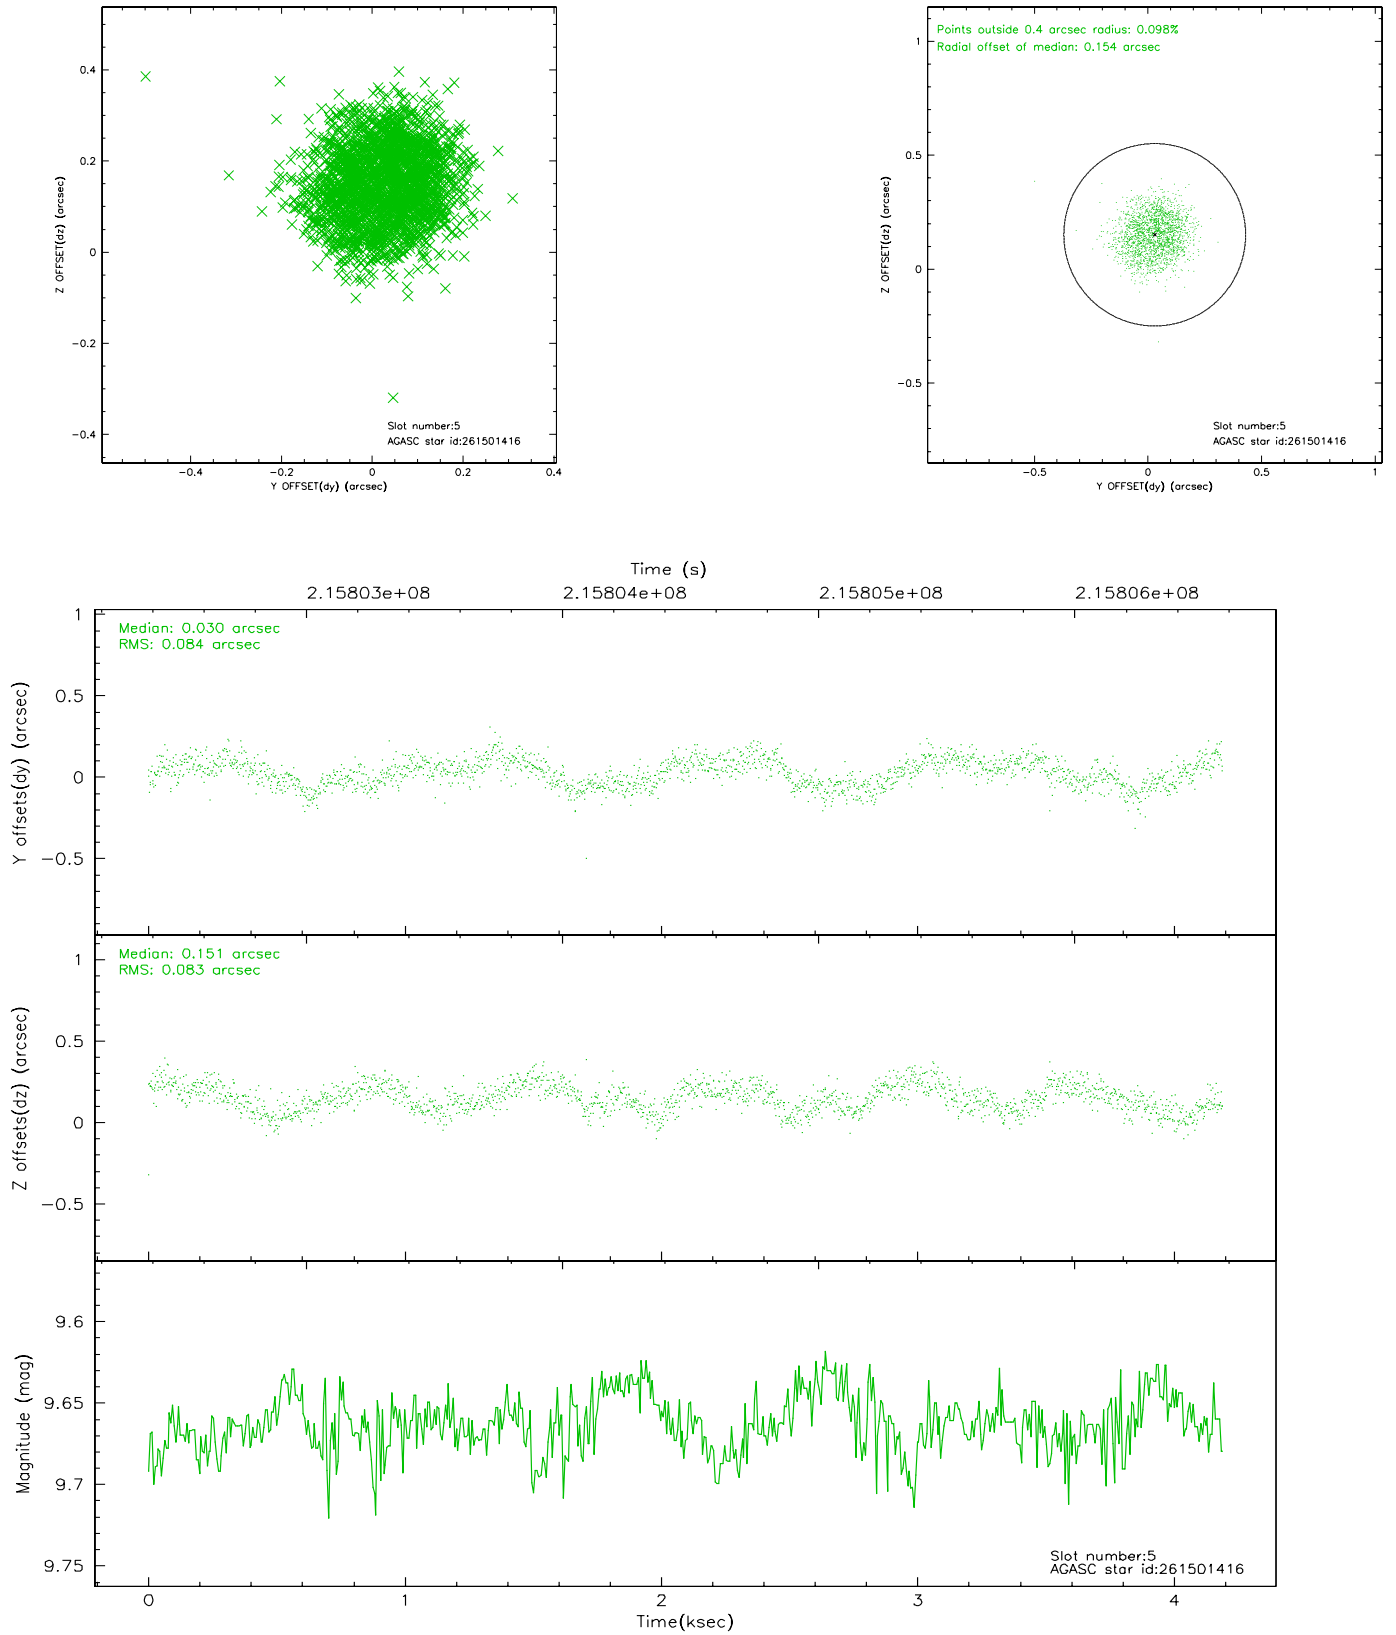 0.4
0.2
0
−0.2
−0.4
Z OFFSET(dz) (arcsec)
Slot number:5
AGASC star id:261501416
−0.4
−0.2
0
0.2
0.4
Y OFFSET(dy) (arcsec)
Points outside 0.4 arcsec radius: 0.098%
Radial offset of median: 0.154 arcsec
1
0.5
0
−0.5
Z OFFSET(dz) (arcsec)
Slot number:5
AGASC star id:261501416
−0.5
0
0.5
1
Y OFFSET(dy) (arcsec)
Time (s)
2.15803e+08
2.15804e+08
2.15805e+08
2.15806e+08
Median: 0.030 arcsec
RMS: 0.084 arcsec
1
0.5
0
−0.5
Y offsets(dy) (arcsec)
Median: 0.151 arcsec
RMS: 0.083 arcsec
1
0.5
0
−0.5
Z offsets(dz) (arcsec)
9.6
9.65
9.7
9.75
Magnitude (mag)
Slot number:5
AGASC star id:261501416
0
1
2
3
4
Time(ksec)